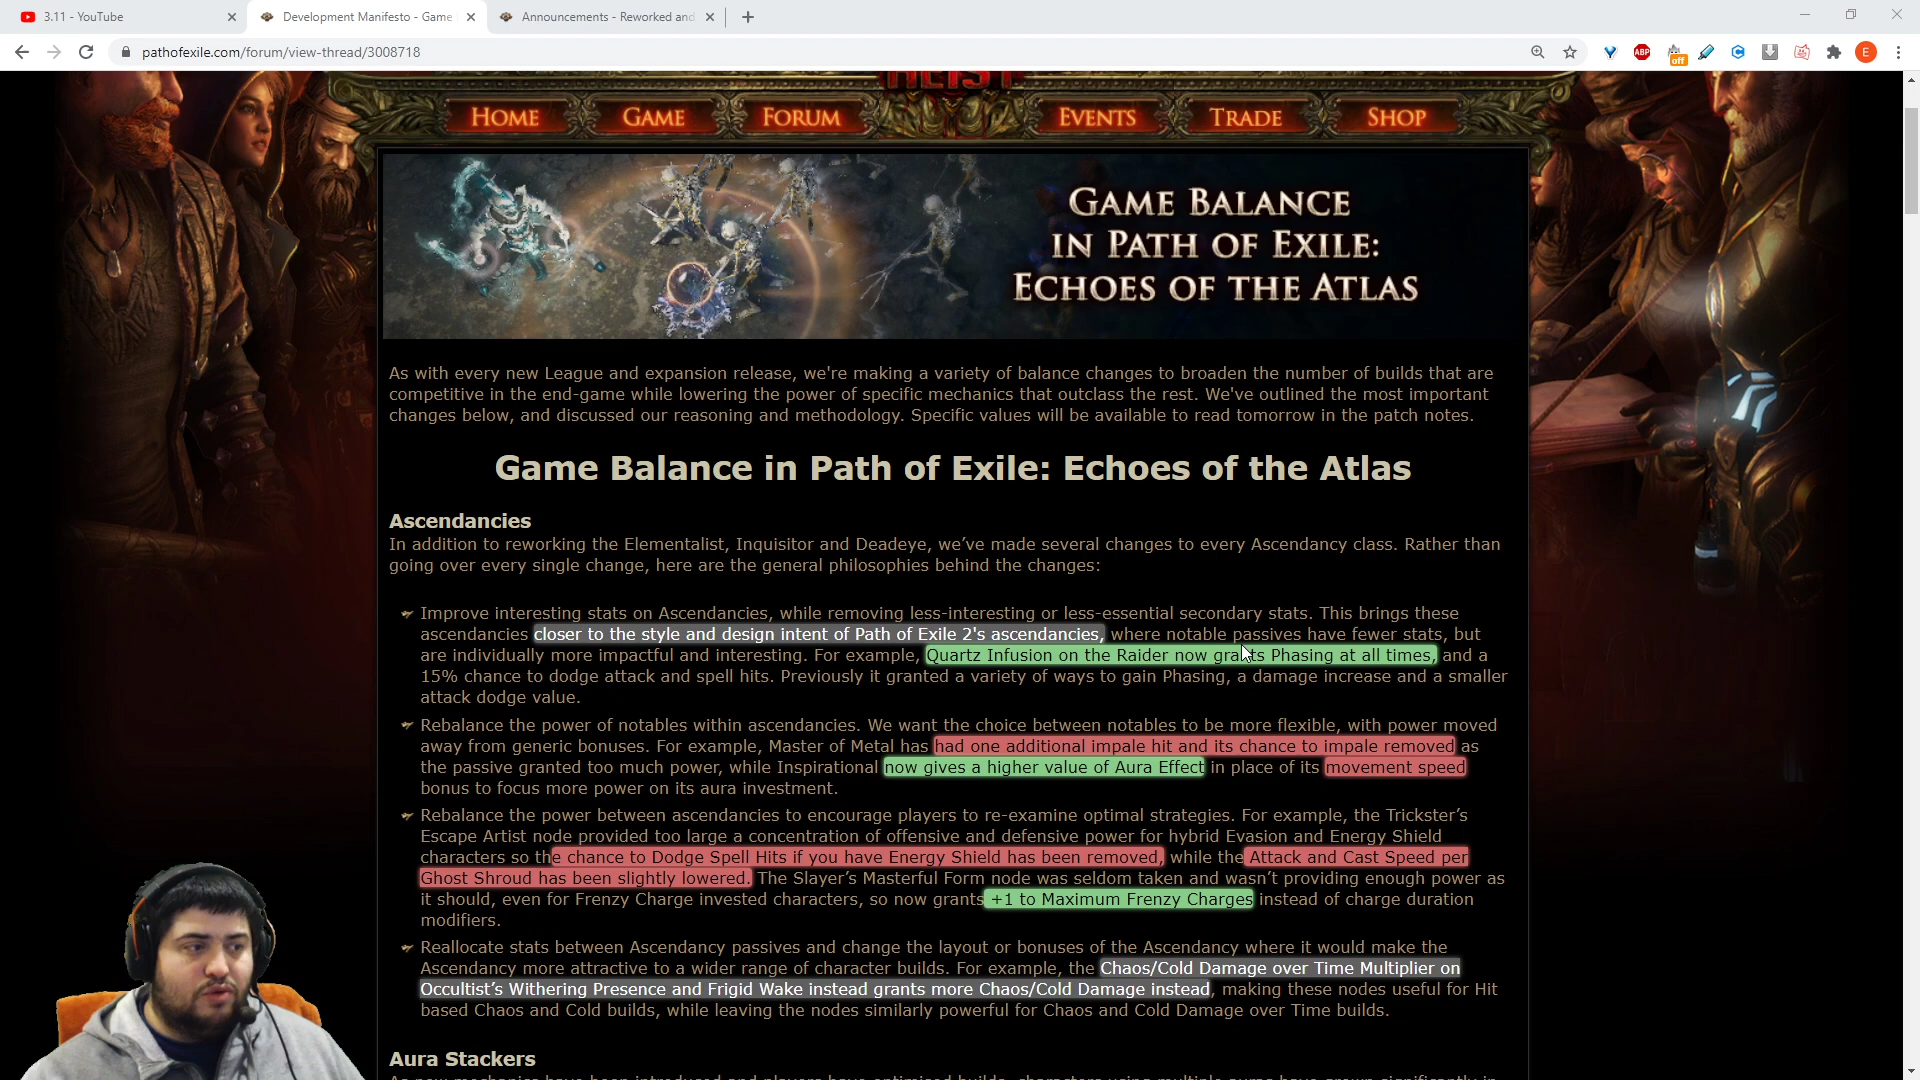 3.11 - YouTube
Development Manifesto - Game
Announcements - Reworked and
pathofexile.com/forum/view-thread/3008718
ABP
off
E
HEIST
HOME
GAME
FORUM
EVENTS
TRADE
SHOP
GAME BALANCE
IN PATH OF EXILE:
ECHOES OF THE ATLAS
As with every new League and expansion release, we're making a variety of balance changes to broaden the number of builds that are
competitive in the end-game while lowering the power of specific mechanics that outclass the rest. We've outlined the most important
changes below, and discussed our reasoning and methodology. Specific values will be available to read tomorrow in the patch notes.
Game Balance in Path of Exile: Echoes of the Atlas
Ascendancies
In addition to reworking the Elementalist, Inquisitor and Deadeye, we've made several changes to every Ascendancy class. Rather than
going over every single change, here are the general philosophies behind the changes:
Improve interesting stats on Ascendancies, while removing less-interesting or less-essential secondary stats. This brings these
ascendancies closer to the style and design intent of Path of Exile 2's ascendancies, where notable passives have fewer stats, but
are individually more impactful and interesting. For example, Quartz Infusion on the Raider now grants Phasing at all times, and a
15% chance to dodge attack and spell hits. Previously it granted a variety of ways to gain Phasing, a damage increase and a smaller
attack dodge value.
Rebalance the power of notables within ascendancies. We want the choice between notables to be more flexible, with power moved
away from generic bonuses. For example, Master of Metal has had one additional impale hit and its chance to impale removed as
the passive granted too much power, while Inspirational now gives a higher value of Aura Effect in place of its movement speed
bonus to focus more power on its aura investment.
Rebalance the power between ascendancies to encourage players to re-examine optimal strategies. For example, the Trickster's
Escape Artist node provided too large a concentration of offensive and defensive power for hybrid Evasion and Energy Shield
characters so the chance to Dodge Spell Hits if you have Energy Shield has been removed, while the Attack and Cast Speed per
Ghost Shroud has been slightly lowered. The Slayer's Masterful Form node was seldom taken and wasn't providing enough power as
it should, even for Frenzy Charge invested characters, so now grants +1 to Maximum Frenzy Charges instead of charge duration
modifiers.
Reallocate stats between Ascendancy passives and change the layout or bonuses of the Ascendancy where it would make the
Ascendancy more attractive to a wider range of character builds. For example, the Chaos/Cold Damage over Time Multiplier on
Occultist's Withering Presence and Frigid Wake instead grants more Chaos/Cold Damage instead, making these nodes useful for Hit
based Chaos and Cold builds, while leaving the nodes similarly powerful for Chaos and Cold Damage over Time builds.
Aura Stackers